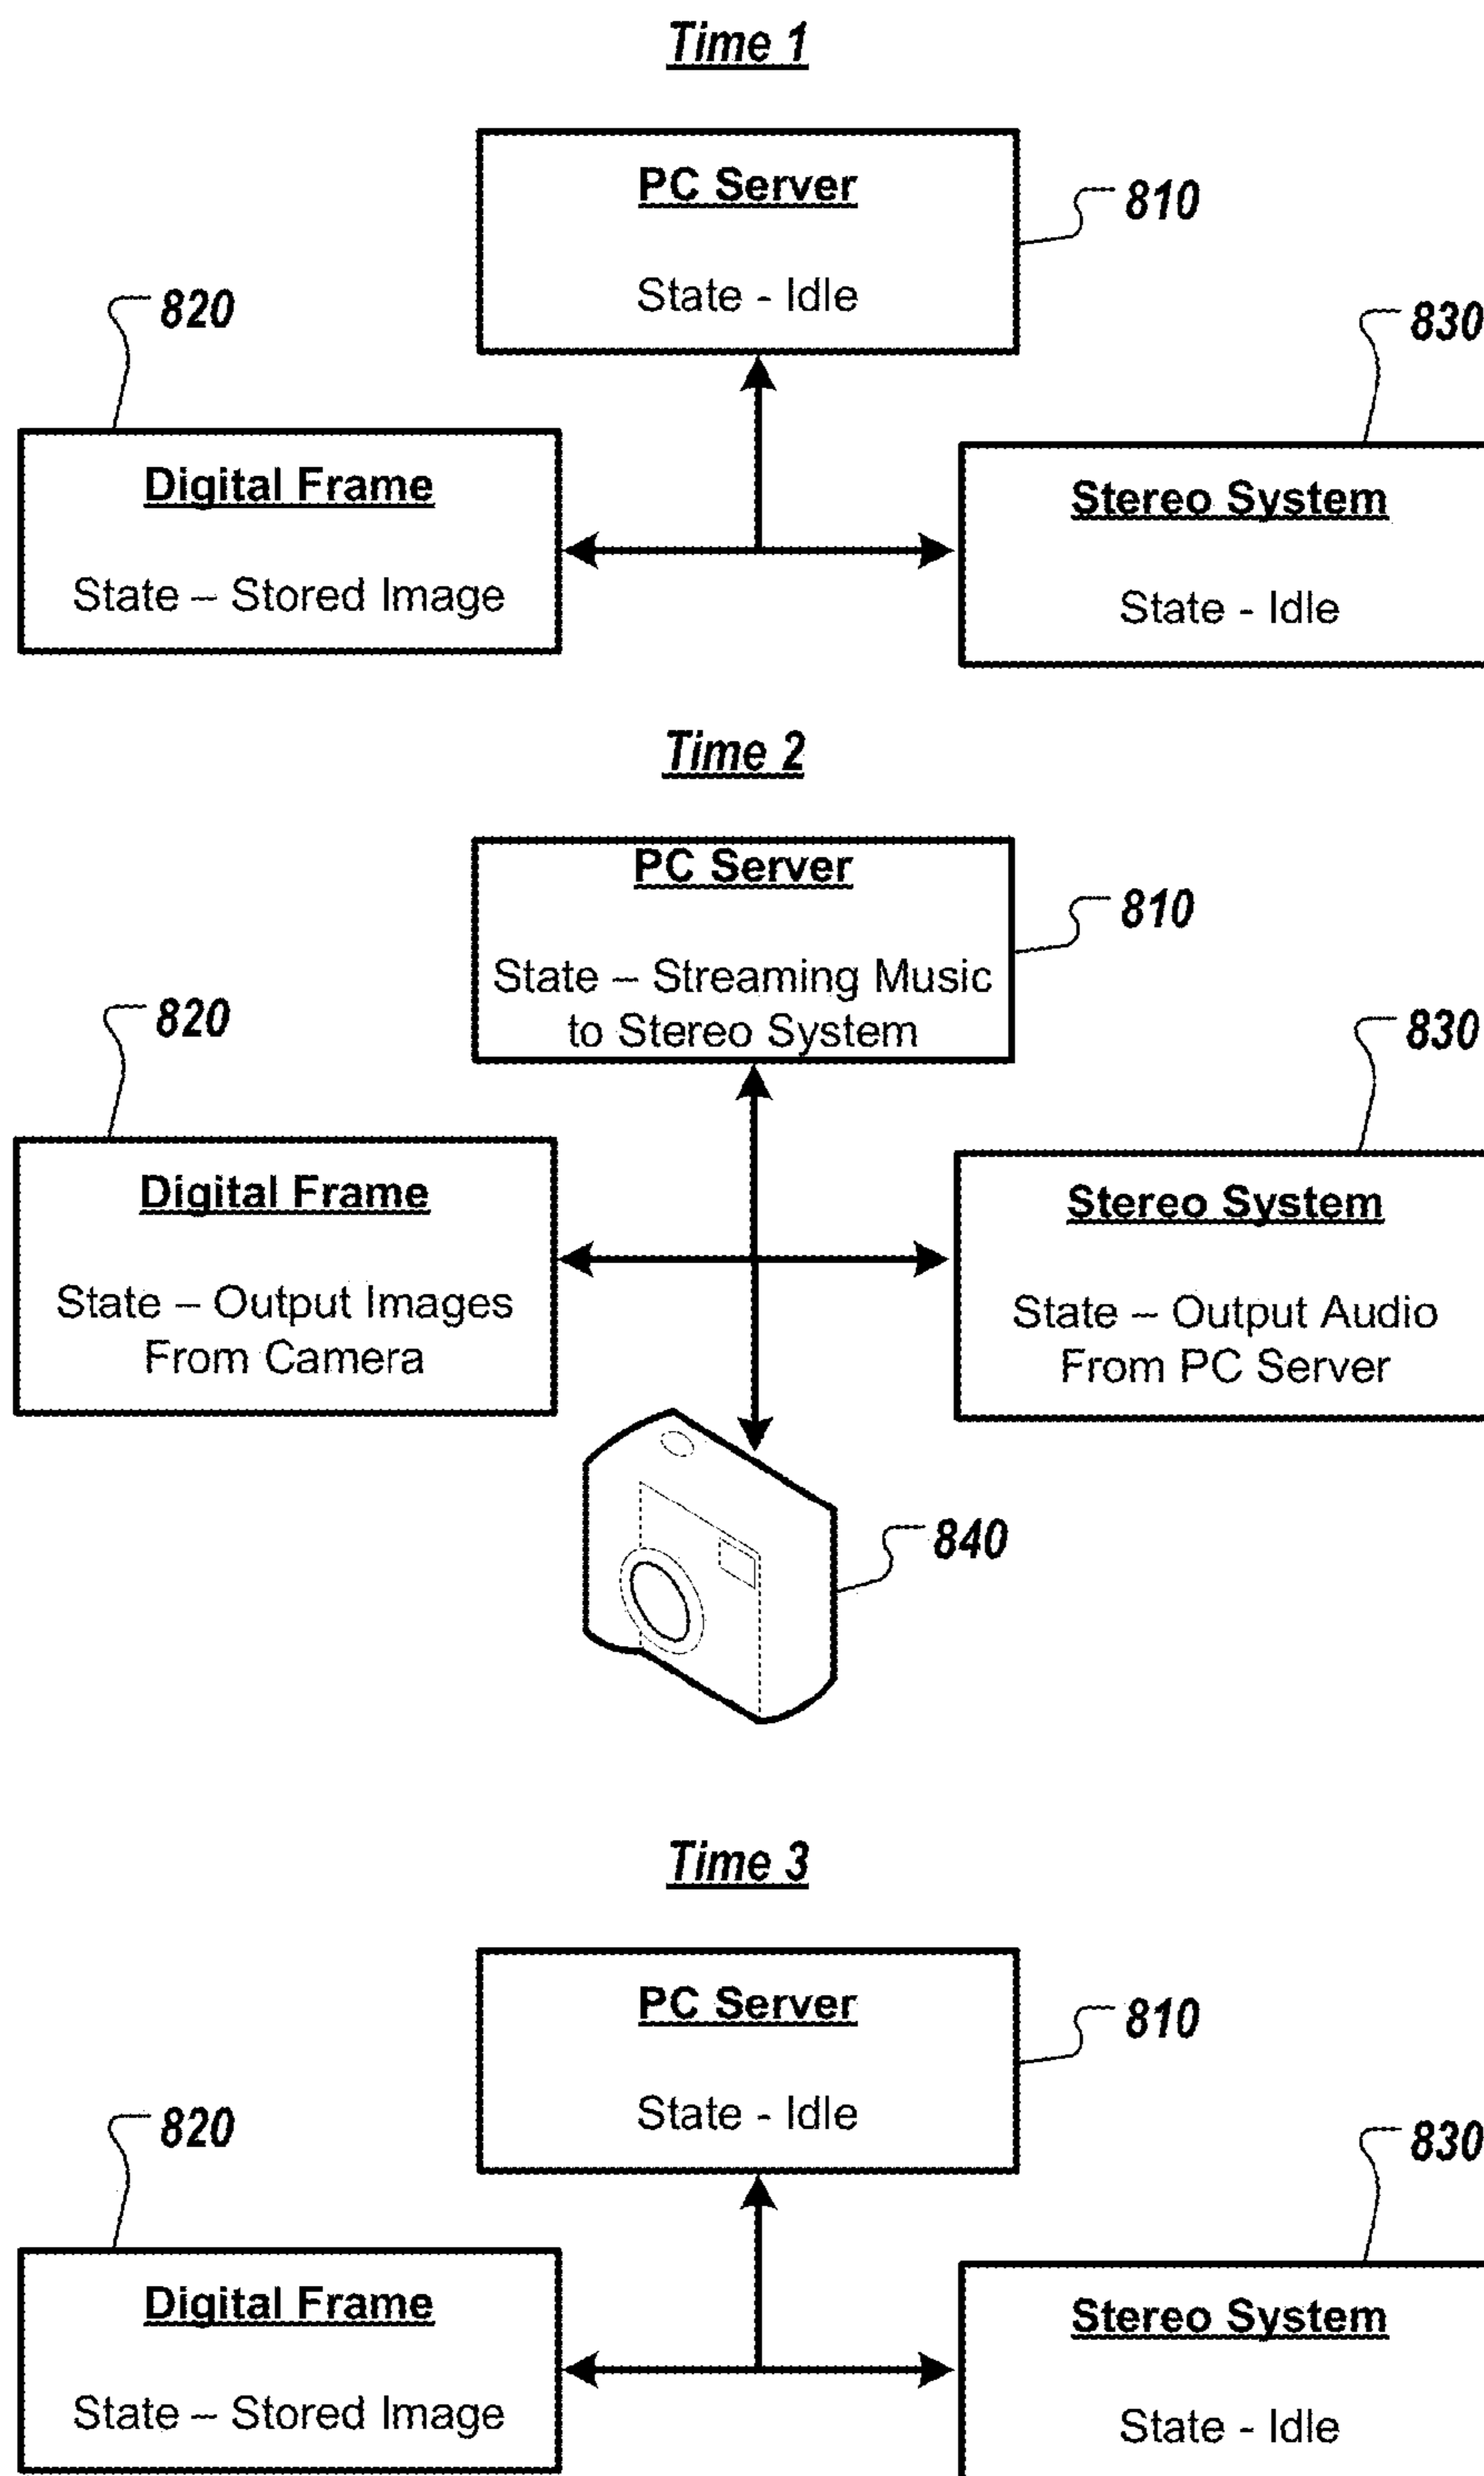 Time 1
PC Server
State - Idle
810
820
Digital Frame
State – Stored Image
830
Stereo System
State - Idle
Time 2
PC Server
State – Streaming Music
to Stereo System
810
820
Digital Frame
State – Output Images
From Camera
830
Stereo System
State – Output Audio
From PC Server
840
Time 3
PC Server
State - Idle
810
820
Digital Frame
State – Stored Image
830
Stereo System
State - Idle